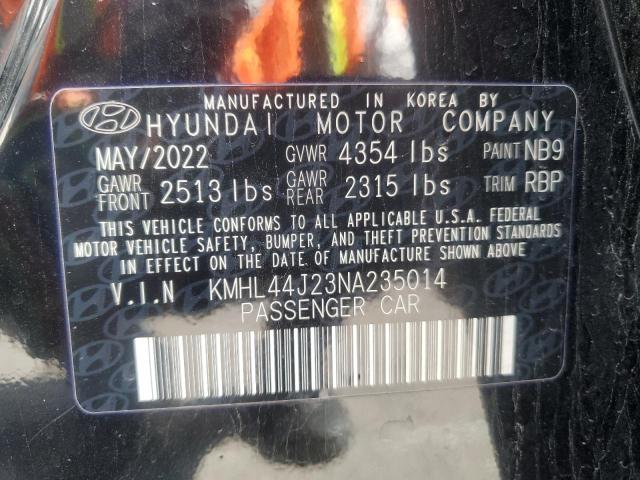 MANUFACTURED IN KOREA BY
HYUNDAI MOTOR COMPANY
MAY/2022 GVWR 4354 lbs PAINT NB9
GAWR FRONT 2513 lbs GAWR REAR 2315 lbs TRIM RBP
THIS VEHICLE CONFORMS TO ALL APPLICABLE U.S.A. FEDERAL
MOTOR VEHICLE SAFETY, BUMPER, AND THEFT PREVENTION STANDARDS
IN EFFECT ON THE DATE OF MANUFACTURE SHOWN ABOVE.
V.I.N KMHL44J23NA235014
PASSENGER CAR